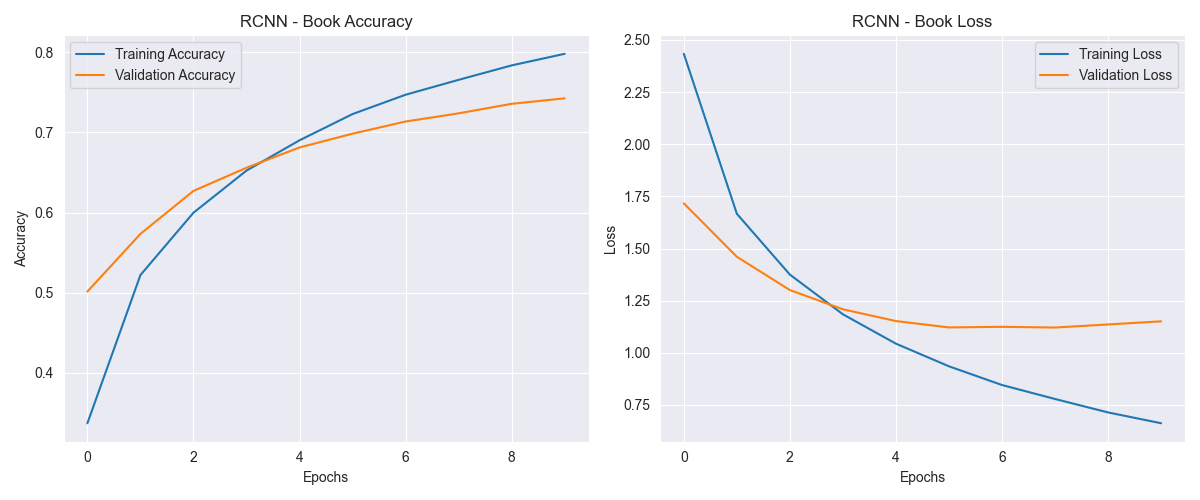 RCNN - Book Accuracy
Training Accuracy
Validation Accuracy
0.8
0.7
0.6
0.5
0.4
Accuracy
0 2 4 6 8
Epochs
RCNN - Book Loss
Training Loss
Validation Loss
2.50
2.25
2.00
1.75
1.50
1.25
1.00
0.75
Loss
0 2 4 6 8
Epochs